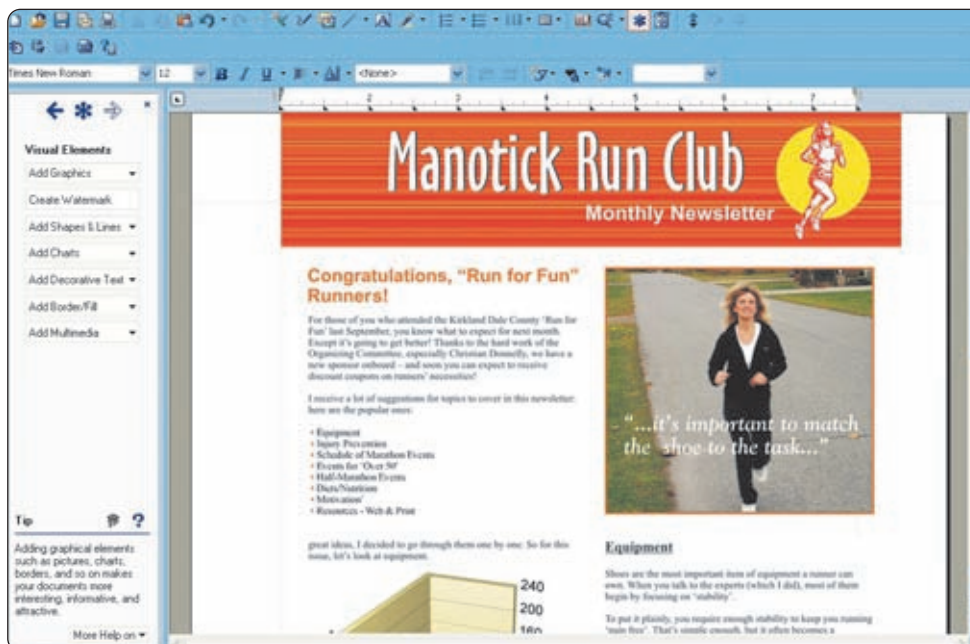 Times New Roman
12
<None>
2
3
4
5
6
7
Visual Elements
Add Graphics
Create Watermark
Add Shapes & Lines
Add Charts
Add Decorative Text
Add Border/Fill
Add Multimedia
Tip
?
Adding graphical elements
such as pictures, charts,
borders, and so on makes
your documents more
interesting, informative, and
attractive.
More Help on
Manotick Run Club
Monthly Newsletter
Congratulations, “Run for Fun”
Runners!
For those of you who attended the Kirkland Dale County ‘Run for
Fun’ last September, you know what to expect for next month.
Except it’s going to get better! Thanks to the hard work of the
Organizing Committee, especially Christian Donnelly, we have a
new sponsor onboard – and soon you can expect to receive
discount coupons on runners’ necessities!
I receive a lot of suggestions for topics to cover in this newsletter:
here are the popular ones:
• Equipment
• Injury Prevention
• Schedule of Marathon Events
• Events for ‘Over 50’
• Half-Marathon Events
• Diets/Nutrition
• Motivation’
• Resources - Web & Print
great ideas, I decided to go through them one by one. So for this
issue, let’s look at equipment.
240
200
160
“...it’s important to match
the shoe to the task...”
Equipment
Shoes are the most important item of equipment a runner can
own. When you talk to the experts (which I did), most of them
begin by focusing on ‘stability’.
To put it plainly, you require enough stability to keep you running
‘pain free’. That’s simple enough, but it often becomes a